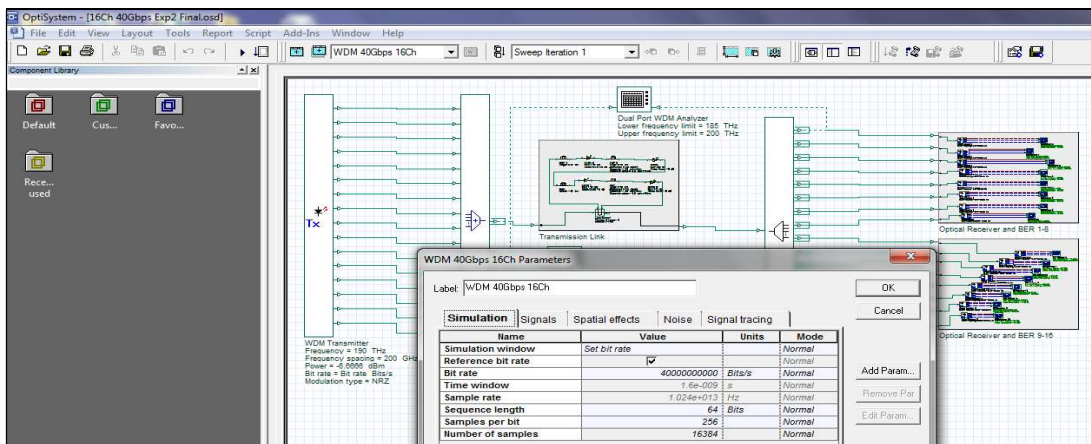 OptiSystem - [16Ch 40Gbps Exp2 Final.osd]
File Edit View Layout Tools Report Script Add-Ins Window Help
WDM 40Gbps 16Ch Sweep Iteration 1
Component Library
Default Cus... Favo...
Rece... used
Dual Port WDM Analyzer
Lower frequency limit = 185 THz
Upper frequency limit = 200 THz
Tx
Transmission Link
Optical Receiver and BER 1-8
WDM Transmitter
Frequency = 190 THz
Frequency spacing = 200 GHz
Power = -6.6666 dBm
Bit rate = Bit rate Bits/s
Modulation type = NRZ
Optical Receiver and BER 9-16
WDM 40Gbps 16Ch Parameters
Label: WDM 40Gbps 16Ch
OK
Cancel
Simulation Signals Spatial effects Noise Signal tracing
Name Value Units Mode
Simulation window Set bit rate Normal
Reference bit rate Normal
Bit rate 40000000000 Bits/s Normal
Time window 1.6e-009 s Normal
Sample rate 1.024e+013 Hz Normal
Sequence length 64 Bits Normal
Samples per bit 256 Normal
Number of samples 16384 Normal
Add Param...
Remove Par
Edit Param...